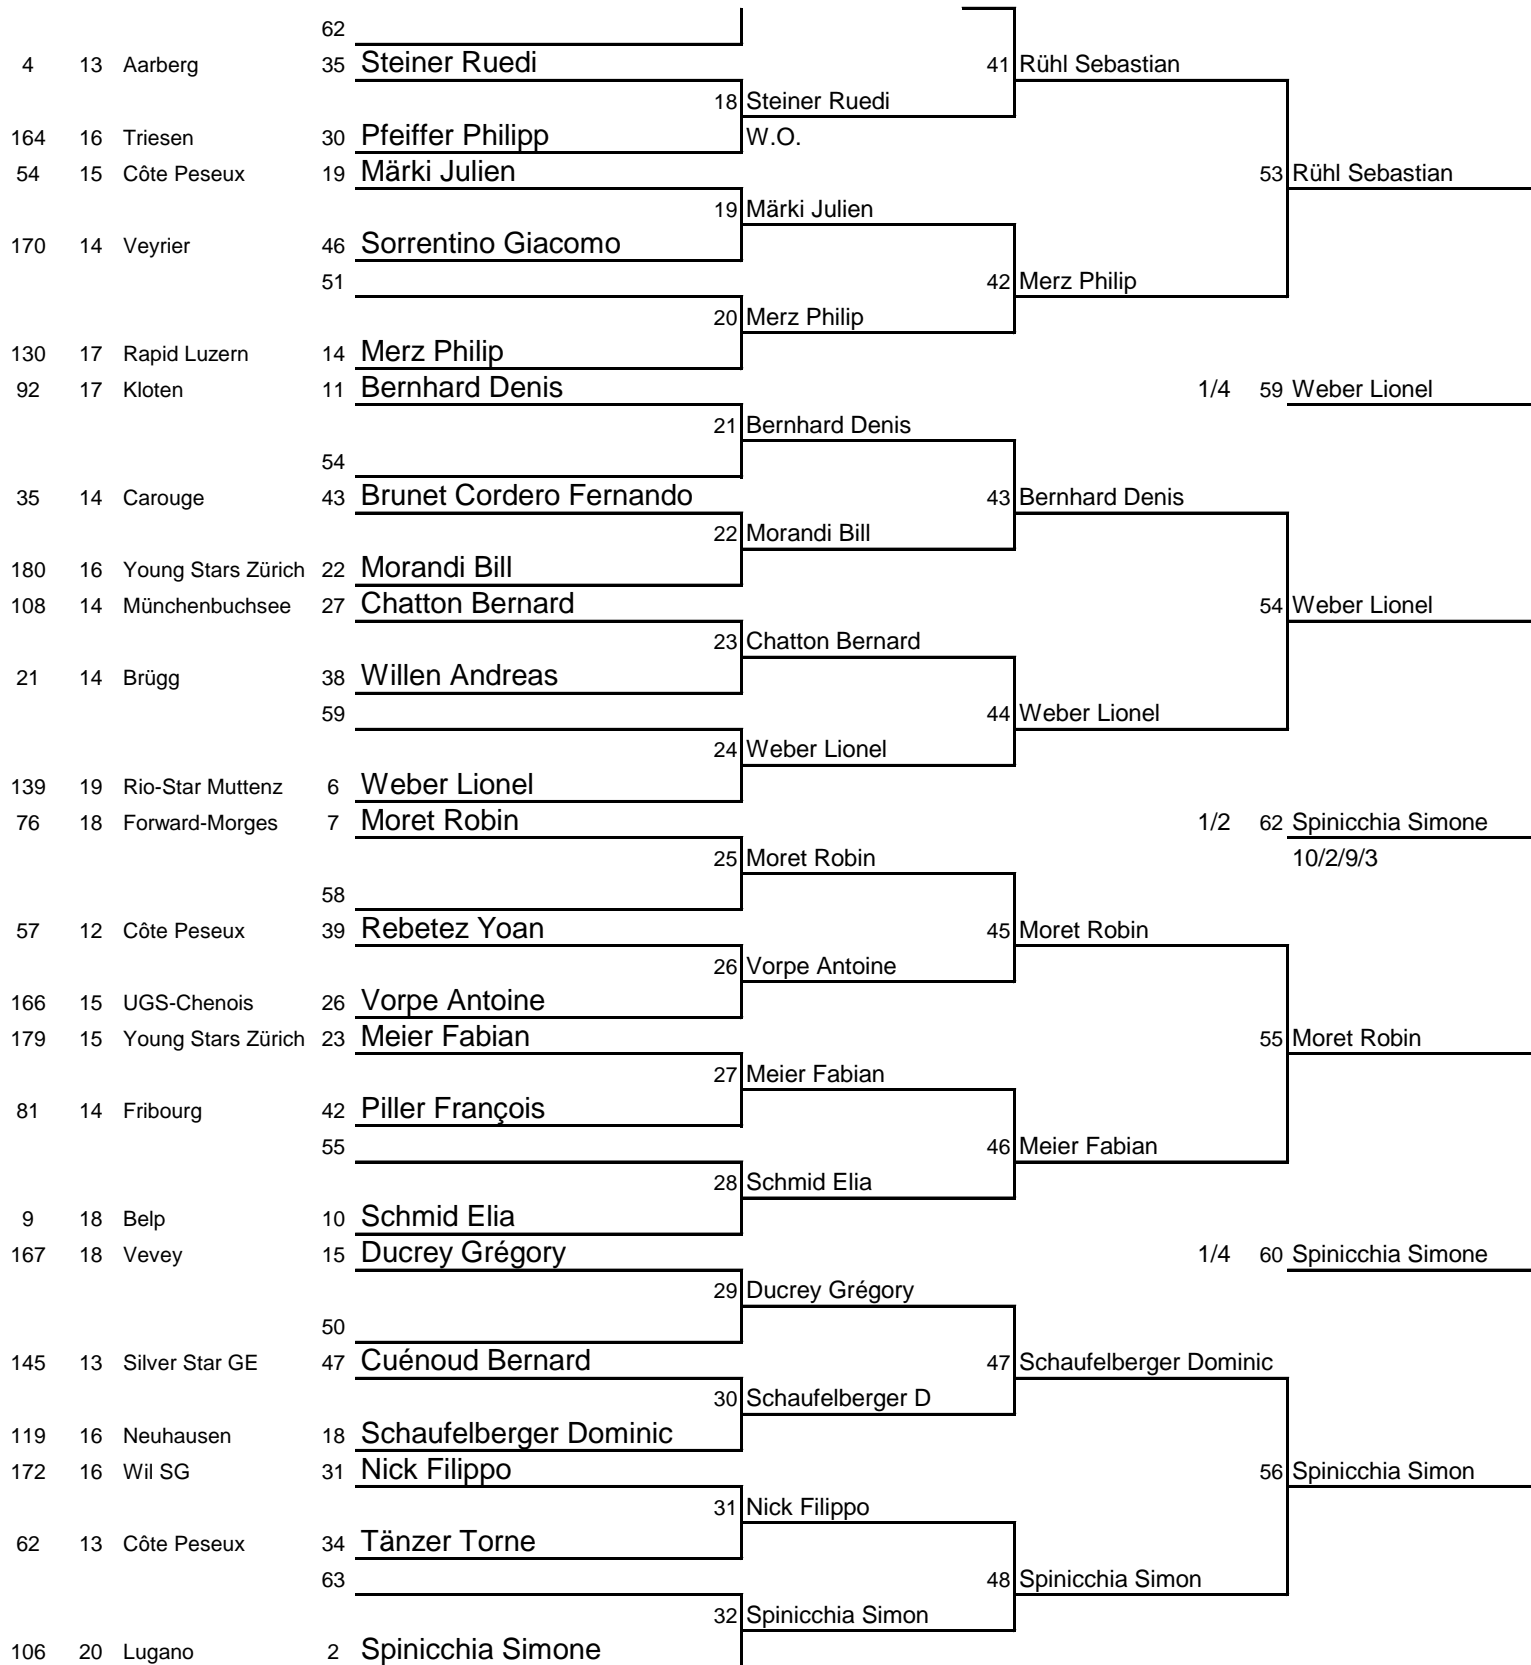 62
4 13 Aarberg 35 Steiner Ruedi 41 Rühl Sebastian
18 Steiner Ruedi
164 16 Triesen 30 Pfeiffer Philipp W.O.
54 15 Côte Peseux 19 Märki Julien 53 Rühl Sebastian
19 Märki Julien
170 14 Veyrier 46 Sorrentino Giacomo
51 42 Merz Philip
20 Merz Philip
130 17 Rapid Luzern 14 Merz Philip
92 17 Kloten 11 Bernhard Denis 1/4 59 Weber Lionel
21 Bernhard Denis
54
35 14 Carouge 43 Brunet Cordero Fernando 43 Bernhard Denis
22 Morandi Bill
180 16 Young Stars Zürich 22 Morandi Bill
108 14 Münchenbuchsee 27 Chatton Bernard 54 Weber Lionel
23 Chatton Bernard
21 14 Brügg 38 Willen Andreas
59 44 Weber Lionel
24 Weber Lionel
139 19 Rio-Star Muttenz 6 Weber Lionel
76 18 Forward-Morges 7 Moret Robin 1/2 62 Spinicchia Simone
25 Moret Robin 10/2/9/3
58
57 12 Côte Peseux 39 Rebetez Yoan 45 Moret Robin
26 Vorpe Antoine
166 15 UGS-Chenois 26 Vorpe Antoine
179 15 Young Stars Zürich 23 Meier Fabian 55 Moret Robin
27 Meier Fabian
81 14 Fribourg 42 Piller François
55 46 Meier Fabian
28 Schmid Elia
9 18 Belp 10 Schmid Elia
167 18 Vevey 15 Ducrey Grégory 1/4 60 Spinicchia Simone
29 Ducrey Grégory
50
145 13 Silver Star GE 47 Cuénoud Bernard 47 Schaufelberger Dominic
30 Schaufelberger D
119 16 Neuhausen 18 Schaufelberger Dominic
172 16 Wil SG 31 Nick Filippo 56 Spinicchia Simon
31 Nick Filippo
62 13 Côte Peseux 34 Tänzer Torne
63 48 Spinicchia Simon
32 Spinicchia Simon
106 20 Lugano 2 Spinicchia Simone